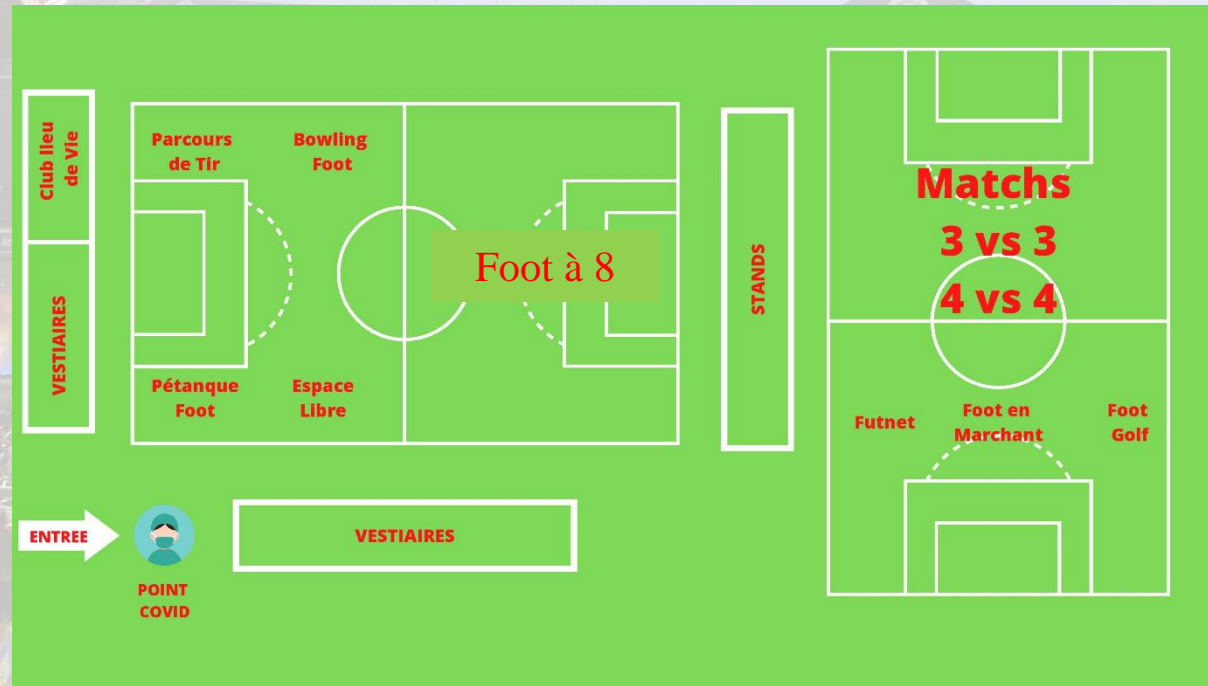 Club lieu
de Vie
VESTIAIRES
Parcours
de Tir
Bowling
Foot
Foot à 8
Pétanque
Foot
Espace
Libre
STANDS
Matchs
3 vs 3
4 vs 4
Futnet
Foot en
Marchant
Foot
Golf
ENTREE
POINT
COVID
VESTIAIRES